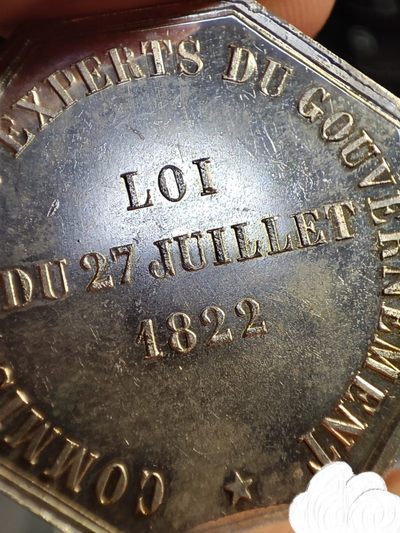 EXPERTS DU GOUVERNEMENT
LOI
DU 27 JUILLET
1822